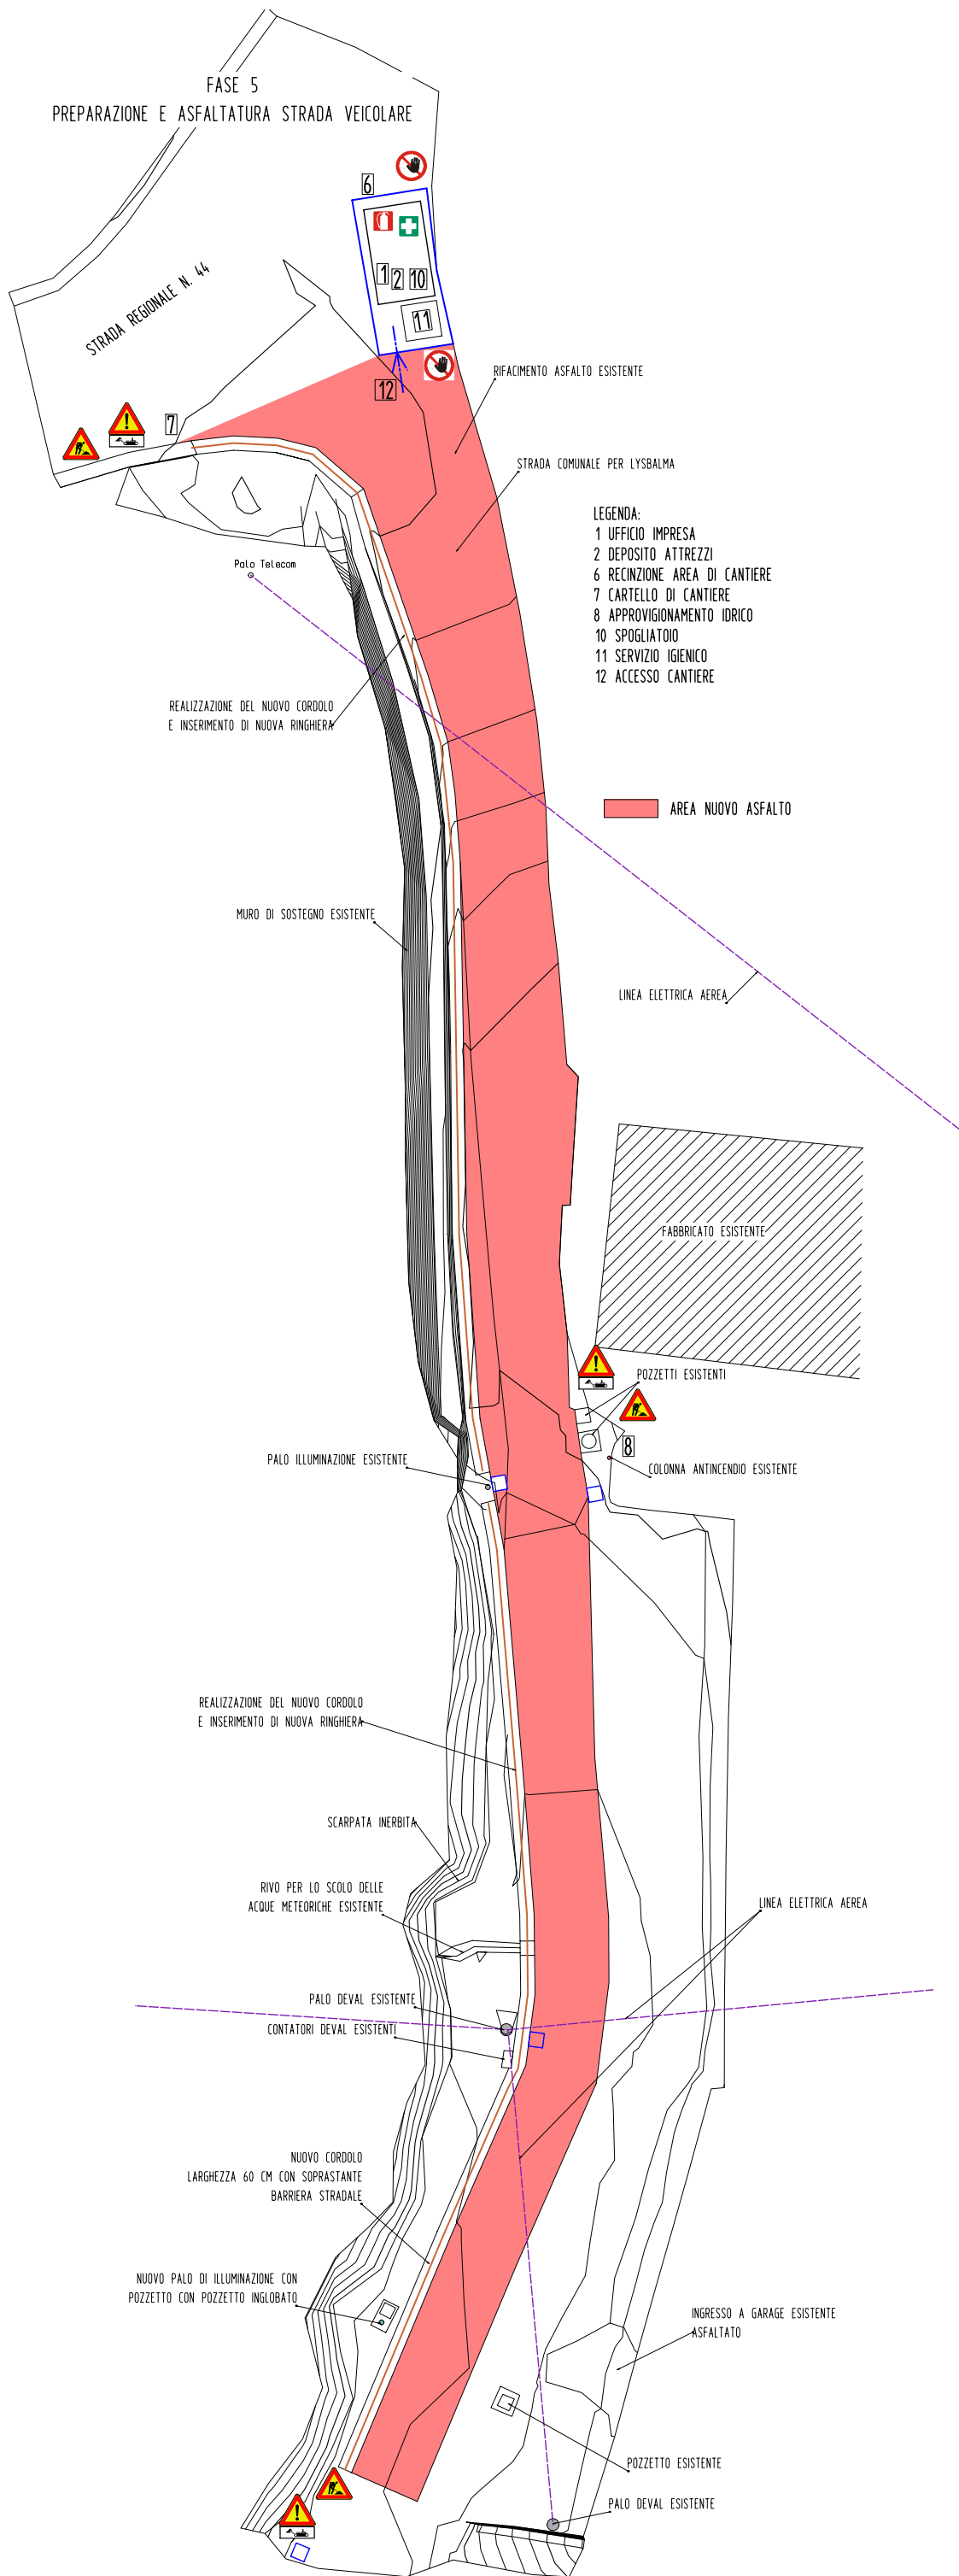 FASE 5
PREPARAZIONE E ASFALTATURA STRADA VEICOLARE
6
1 2 10
STRADA REGIONALE N. 44
11
12
7
RIFACIMENTO ASFALTO ESISTENTE
STRADA COMUNALE PER LYSBALMA
LEGENDA:
1 UFFICIO IMPRESA
2 DEPOSITO ATTREZZI
6 RECINZIONE AREA DI CANTIERE
7 CARTELLO DI CANTIERE
8 APPROVIGIONAMENTO IDRICO
10 SPOGLIATOIO
11 SERVIZIO IGIENICO
12 ACCESSO CANTIERE
Palo Telecom
REALIZZAZIONE DEL NUOVO CORDOLO
E INSERIMENTO DI NUOVA RINGHIERA
AREA NUOVO ASFALTO
MURO DI SOSTEGNO ESISTENTE
LINEA ELETTRICA AEREA
FABBRICATO ESISTENTE
POZZETTI ESISTENTI
8
PALO ILLUMINAZIONE ESISTENTE
COLONNA ANTINCENDIO ESISTENTE
REALIZZAZIONE DEL NUOVO CORDOLO
E INSERIMENTO DI NUOVA RINGHIERA
SCARPATA INERBITA
RIVO PER LO SCOLO DELLE
ACQUE METEORICHE ESISTENTE
LINEA ELETTRICA AEREA
PALO DEVAL ESISTENTE
CONTATORI DEVAL ESISTENTI
NUOVO CORDOLO
LARGHEZZA 60 CM CON SOPRASTANTE
BARRIERA STRADALE
NUOVO PALO DI ILLUMINAZIONE CON
POZZETTO CON POZZETTO INGLOBATO
INGRESSO A GARAGE ESISTENTE
ASFALTATO
POZZETTO ESISTENTE
PALO DEVAL ESISTENTE